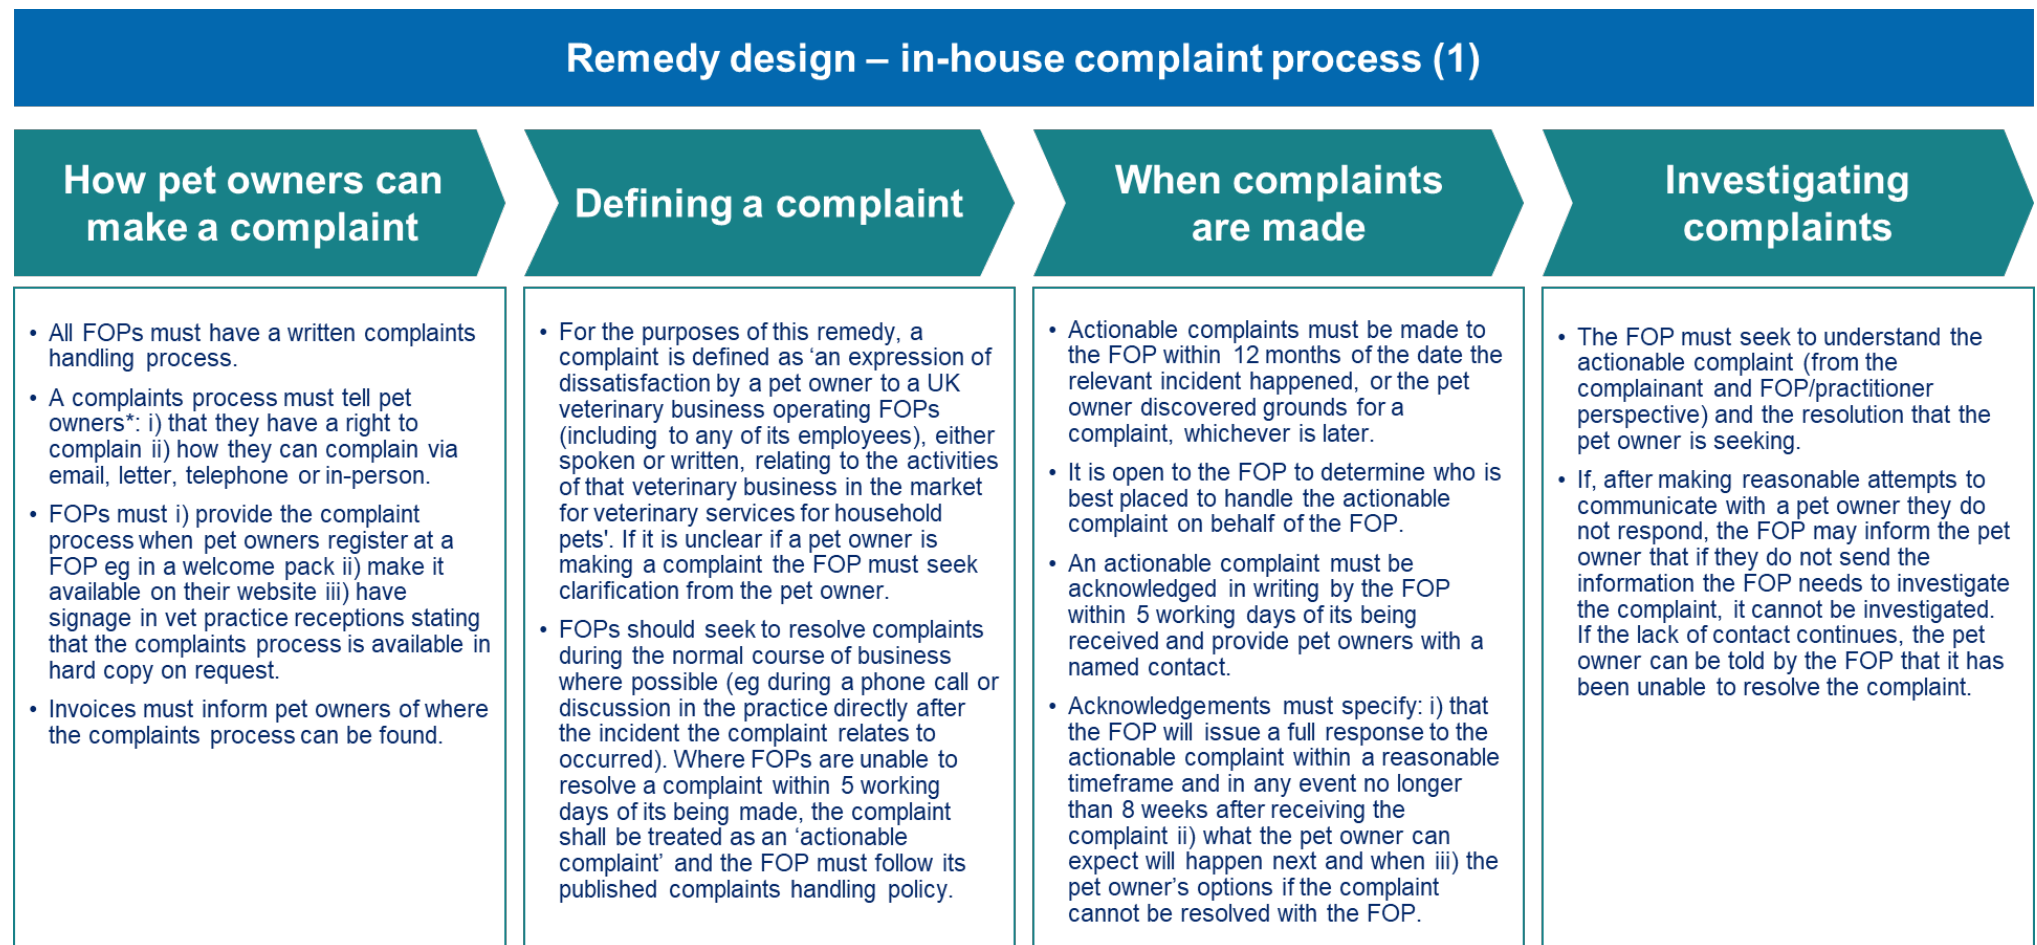 Remedy design – in-house complaint process (1)
How pet owners can
make a complaint
• All FOPs must have a written complaints
handling process.
• A complaints process must tell pet
owners*: i) that they have a right to
complain ii) how they can complain via
email, letter, telephone or in-person.
• FOPs must i) provide the complaint
process when pet owners register at a
FOP eg in a welcome pack ii) make it
available on their website iii) have
signage in vet practice receptions stating
that the complaints process is available in
hard copy on request.
• Invoices must inform pet owners of where
the complaints process can be found.
Defining a complaint
• For the purposes of this remedy, a
complaint is defined as ‘an expression of
dissatisfaction by a pet owner to a UK
veterinary business operating FOPs
(including to any of its employees), either
spoken or written, relating to the activities
of that veterinary business in the market
for veterinary services for household
pets'. If it is unclear if a pet owner is
making a complaint the FOP must seek
clarification from the pet owner.
• FOPs should seek to resolve complaints
during the normal course of business
where possible (eg during a phone call or
discussion in the practice directly after
the incident the complaint relates to
occurred). Where FOPs are unable to
resolve a complaint within 5 working
days of its being made, the complaint
shall be treated as an ‘actionable
complaint’ and the FOP must follow its
published complaints handling policy.
When complaints
are made
• Actionable complaints must be made to
the FOP within 12 months of the date the
relevant incident happened, or the pet
owner discovered grounds for a
complaint, whichever is later.
• It is open to the FOP to determine who is
best placed to handle the actionable
complaint on behalf of the FOP.
• An actionable complaint must be
acknowledged in writing by the FOP
within 5 working days of its being
received and provide pet owners with a
named contact.
• Acknowledgements must specify: i) that
the FOP will issue a full response to the
actionable complaint within a reasonable
timeframe and in any event no longer
than 8 weeks after receiving the
complaint ii) what the pet owner can
expect will happen next and when iii) the
pet owner’s options if the complaint
cannot be resolved with the FOP.
Investigating
complaints
• The FOP must seek to understand the
actionable complaint (from the
complainant and FOP/practitioner
perspective) and the resolution that the
pet owner is seeking.
• If, after making reasonable attempts to
communicate with a pet owner they do
not respond, the FOP may inform the pet
owner that if they do not send the
information the FOP needs to investigate
the complaint, it cannot be investigated.
If the lack of contact continues, the pet
owner can be told by the FOP that it has
been unable to resolve the complaint.